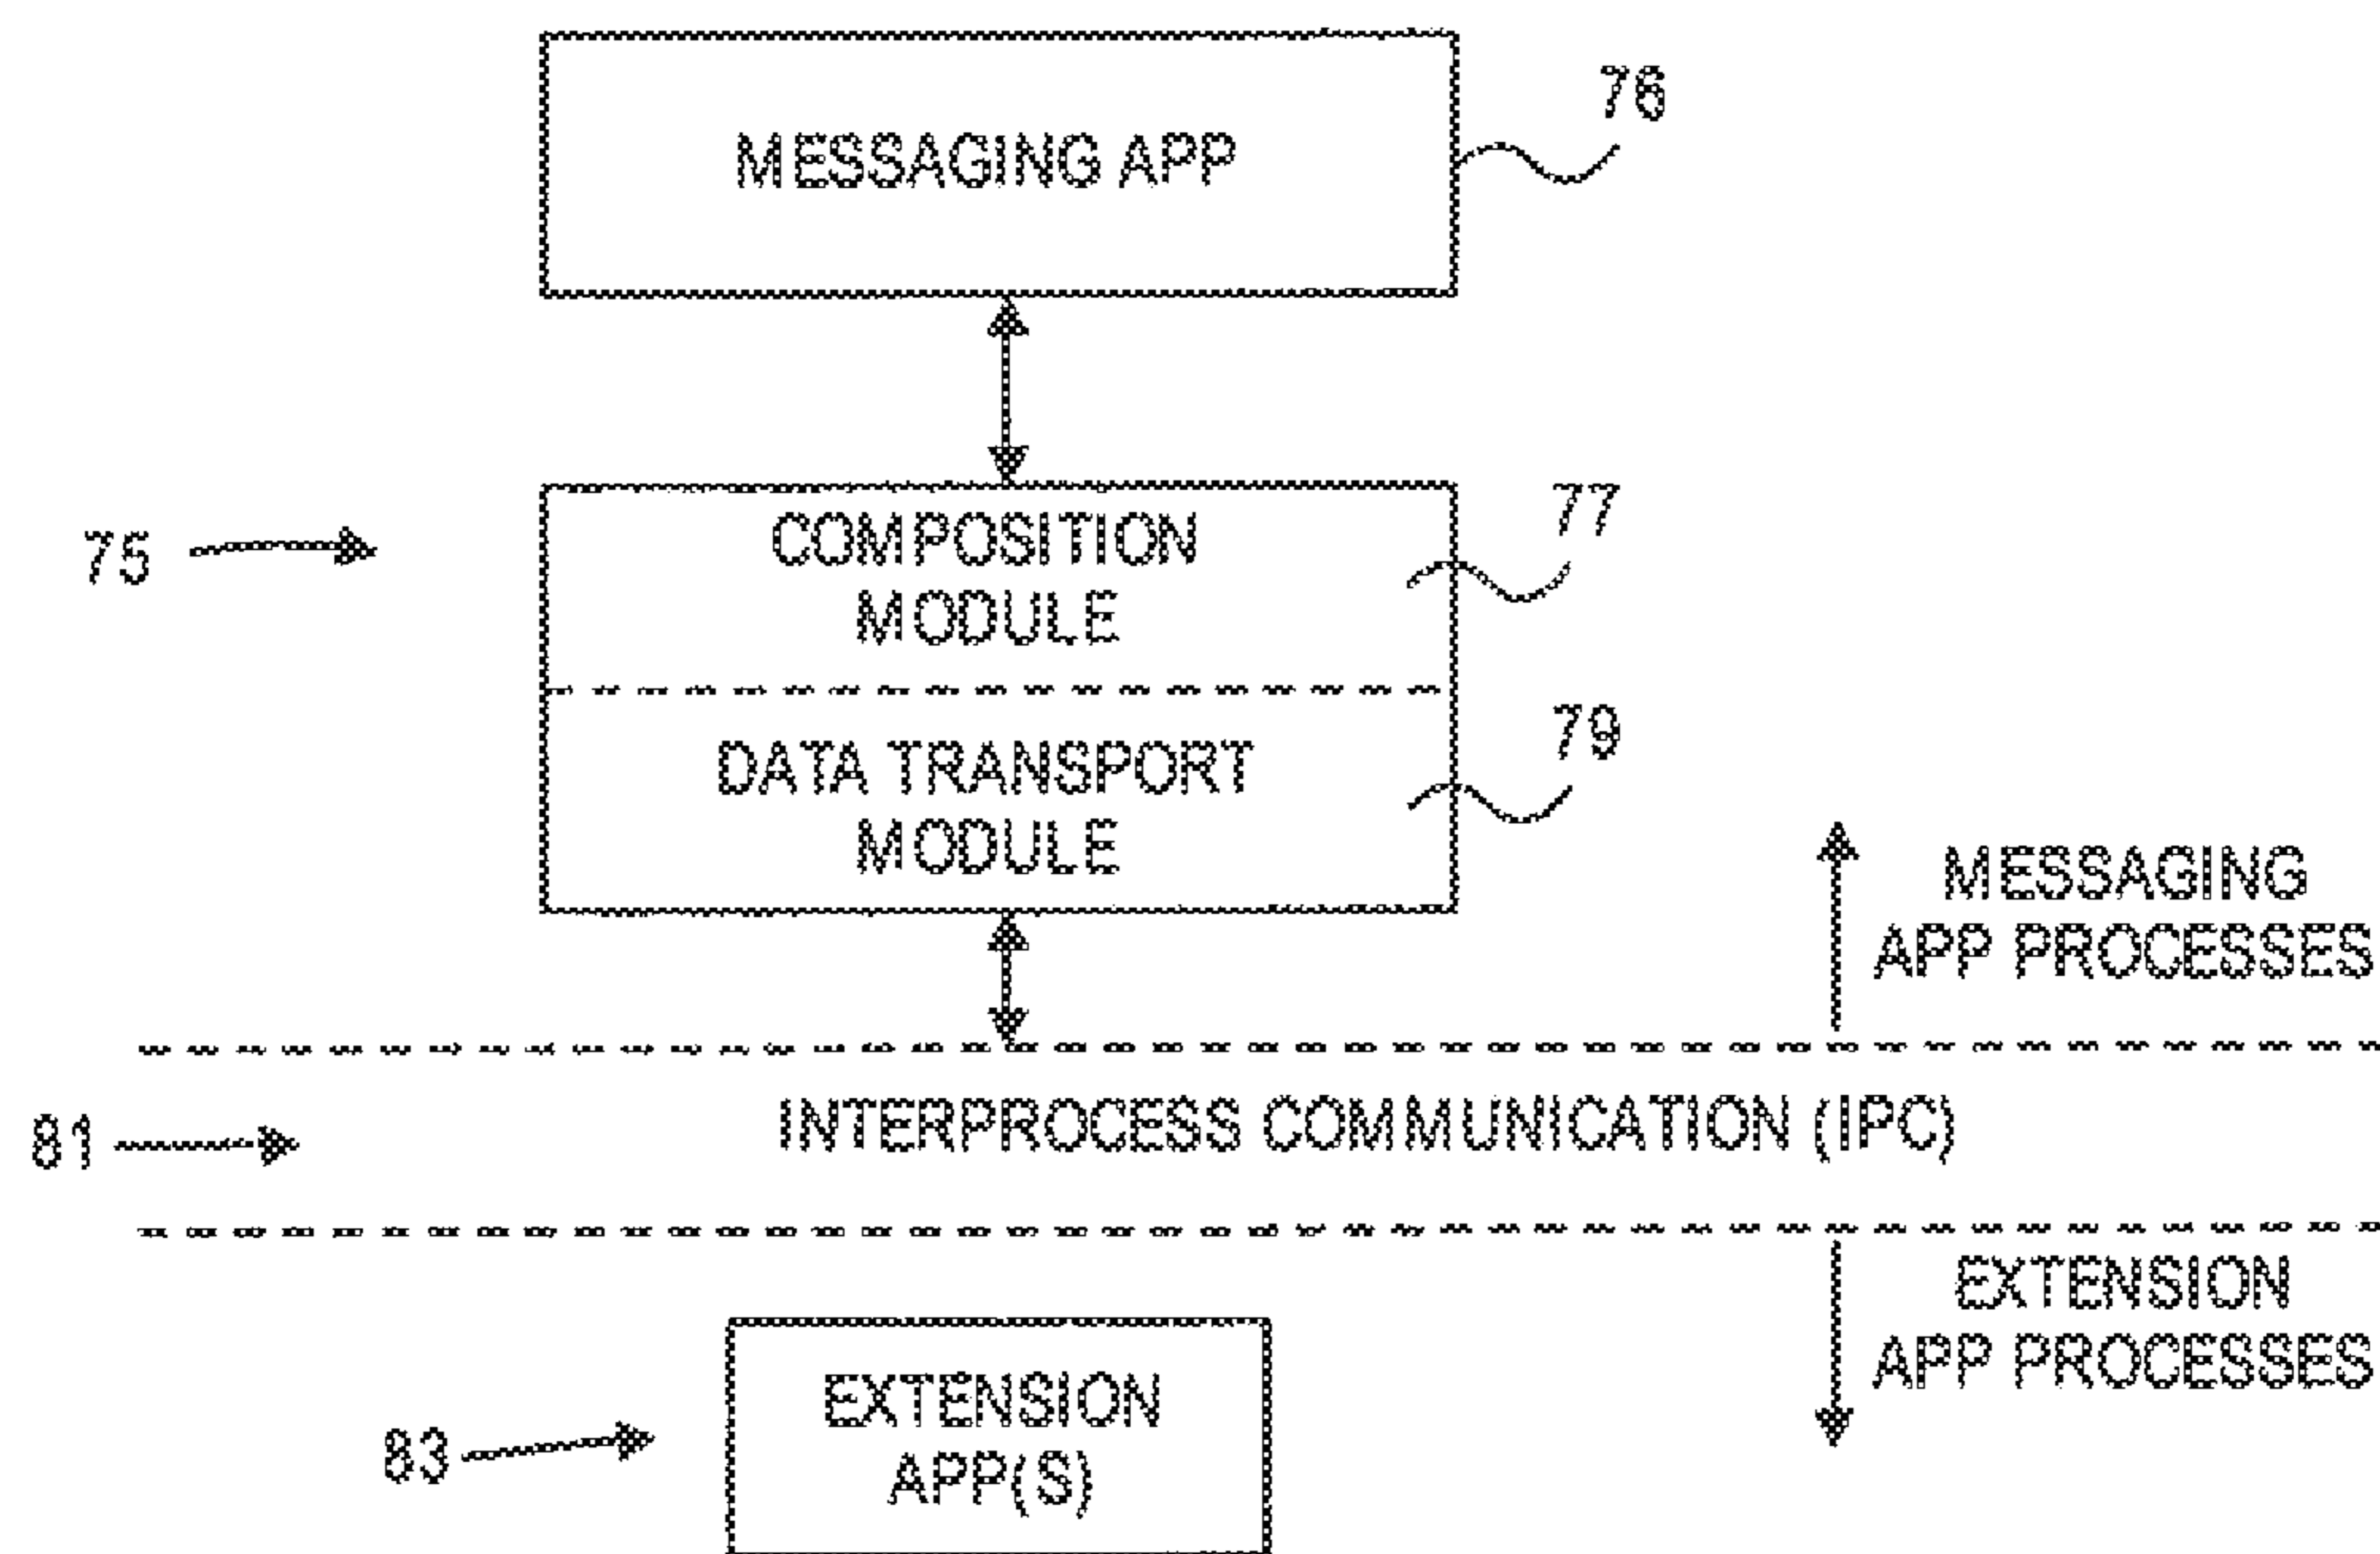 MESSAGING APP
76
75
COMPOSITION
MODULE
77
DATA TRANSPORT
MODULE
79
MESSAGING
APP PROCESSES
81
INTERPROCESS COMMUNICATION (IPC)
EXTENSION
APP PROCESSES
83
EXTENSION
APP(S)